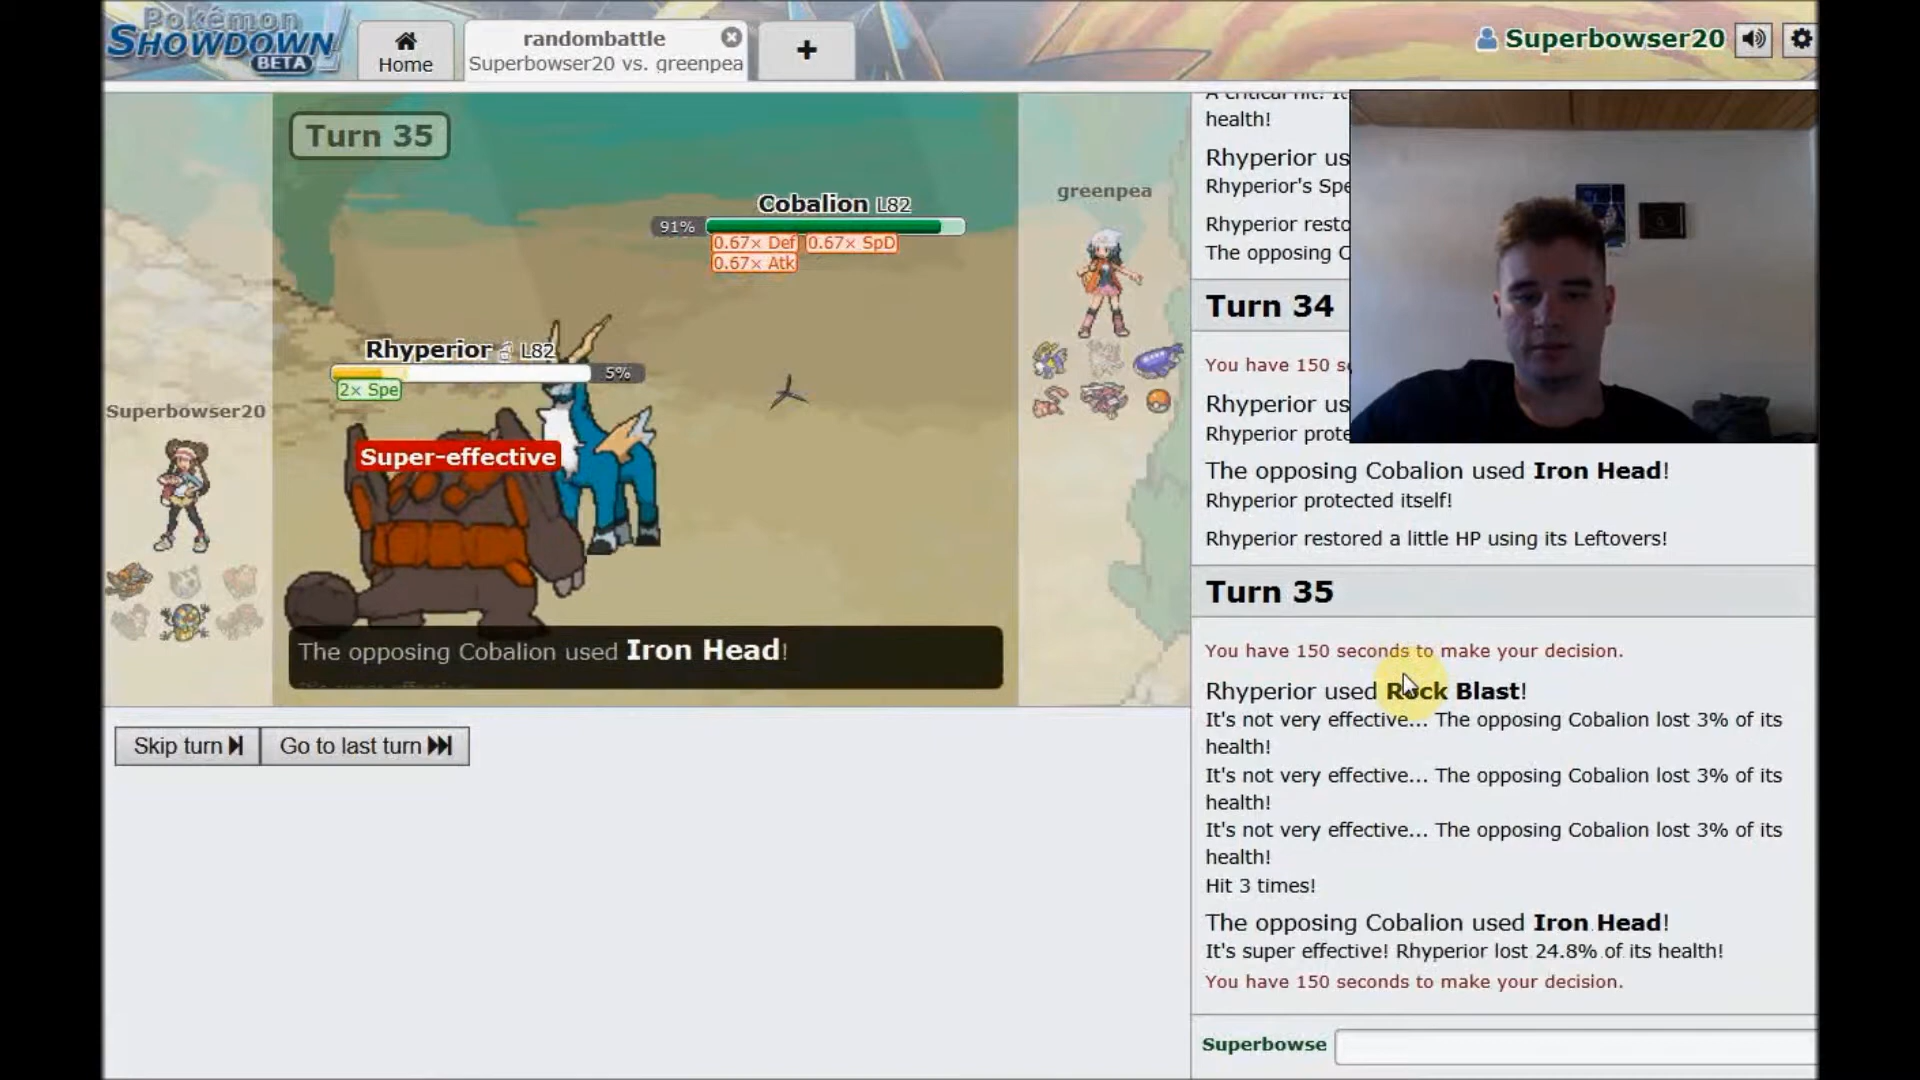 Pokémon
SHOWDOWN
BETA
Home
randombattle
Superbowser20 vs. greenpea
+
Superbowser20
Turn 35
Cobalion L82
91%
0.67× Def 0.67× SpD
0.67× Atk
greenpea
Rhyperior L82
5%
2× Spe
Superbowser20
Super-effective
The opposing Cobalion used Iron Head!
Skip turn
Go to last turn
A critical hit!
health!
Rhyperior us
Rhyperior's Spe
Rhyperior resto
The opposing C
Turn 34
You have 150 s
Rhyperior us
Rhyperior prote
The opposing Cobalion used Iron Head!
Rhyperior protected itself!
Rhyperior restored a little HP using its Leftovers!
Turn 35
You have 150 seconds to make your decision.
Rhyperior used Rock Blast!
It's not very effective... The opposing Cobalion lost 3% of its
health!
It's not very effective... The opposing Cobalion lost 3% of its
health!
It's not very effective... The opposing Cobalion lost 3% of its
health!
Hit 3 times!
The opposing Cobalion used Iron Head!
It's super effective! Rhyperior lost 24.8% of its health!
You have 150 seconds to make your decision.
Superbowse